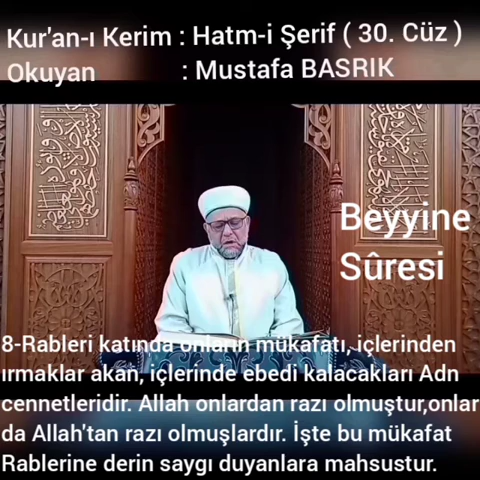 Kur'an-ı Kerim : Hatm-i Şerif ( 30. Cüz )
Okuyan : Mustafa BASRIK
Beyyine
Sûresi
8-Rableri katında onların mükafatı, içlerinden
ırmaklar akan, içlerinde ebedi kalacakları Adn
cennetleridir. Allah onlardan razı olmuştur,onlar
da Allah'tan razı olmuşlardır. İşte bu mükafat
Rablerine derin saygı duyanlara mahsustur.